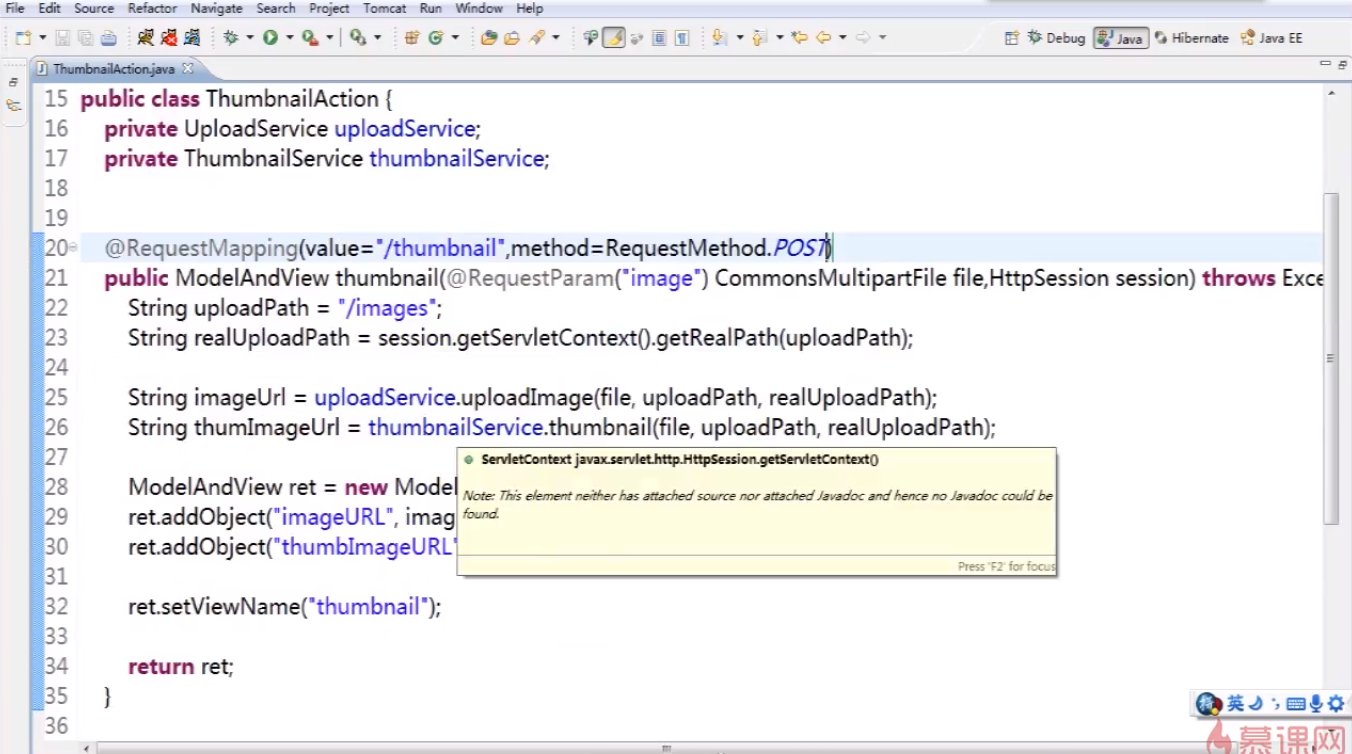 File Edit Source Refactor Navigate Search Project Tomcat Run Window Help
Debug Java Hibernate Java EE
ThumbnailAction.java
15 public class ThumbnailAction {
16 private UploadService uploadService;
17 private ThumbnailService thumbnailService;
18
19
20 @RequestMapping(value="/thumbnail",method=RequestMethod.POST)
21 public ModelAndView thumbnail(@RequestParam("image") CommonsMultipartFile file,HttpSession session) throws Exce
22 String uploadPath = "/images";
23 String realUploadPath = session.getServletContext().getRealPath(uploadPath);
24
25 String imageUrl = uploadService.uploadImage(file, uploadPath, realUploadPath);
26 String thumImageUrl = thumbnailService.thumbnail(file, uploadPath, realUploadPath);
27
ServletContext javax.servlet.http.HttpSession.getServletContext()
28 ModelAndView ret = new Model
Note: This element neither has attached source nor attached Javadoc and hence no Javadoc could be
found.
29 ret.addObject("imageURL", imag
30 ret.addObject("thumbImageURL"
Press 'F2' for focus
31
32 ret.setViewName("thumbnail");
33
34 return ret;
35 }
36
英
慕课网